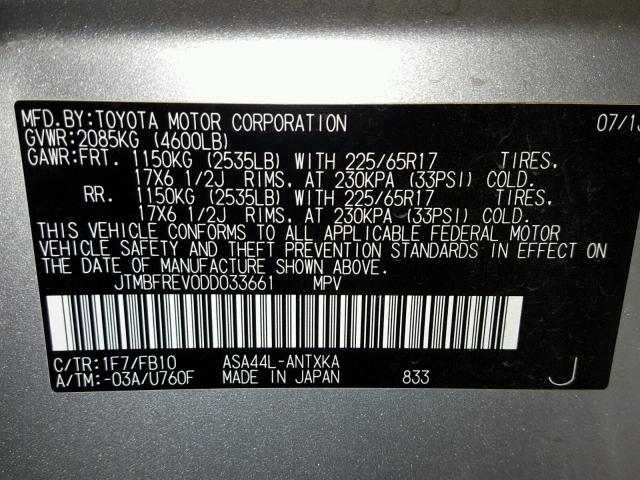 MFD.BY:TOYOTA MOTOR CORPORATION 07/13
GVWR:2085KG (4600LB)
GAWR:FRT. 1150KG (2535LB) WITH 225/65R17 TIRES,
17X6 1/2J RIMS, AT 230KPA (33PSI) COLD.
RR. 1150KG (2535LB) WITH 225/65R17 TIRES,
17X6 1/2J RIMS, AT 230KPA (33PSI) COLD.
THIS VEHICLE CONFORMS TO ALL APPLICABLE FEDERAL MOTOR
VEHICLE SAFETY AND THEFT PREVENTION STANDARDS IN EFFECT ON
THE DATE OF MANUFACTURE SHOWN ABOVE.
JTMBFREV0DD033661 MPV
C/TR:1F7/FB10 ASA44L-ANTXKA
A/TM:-03A/U760F MADE IN JAPAN 833 J